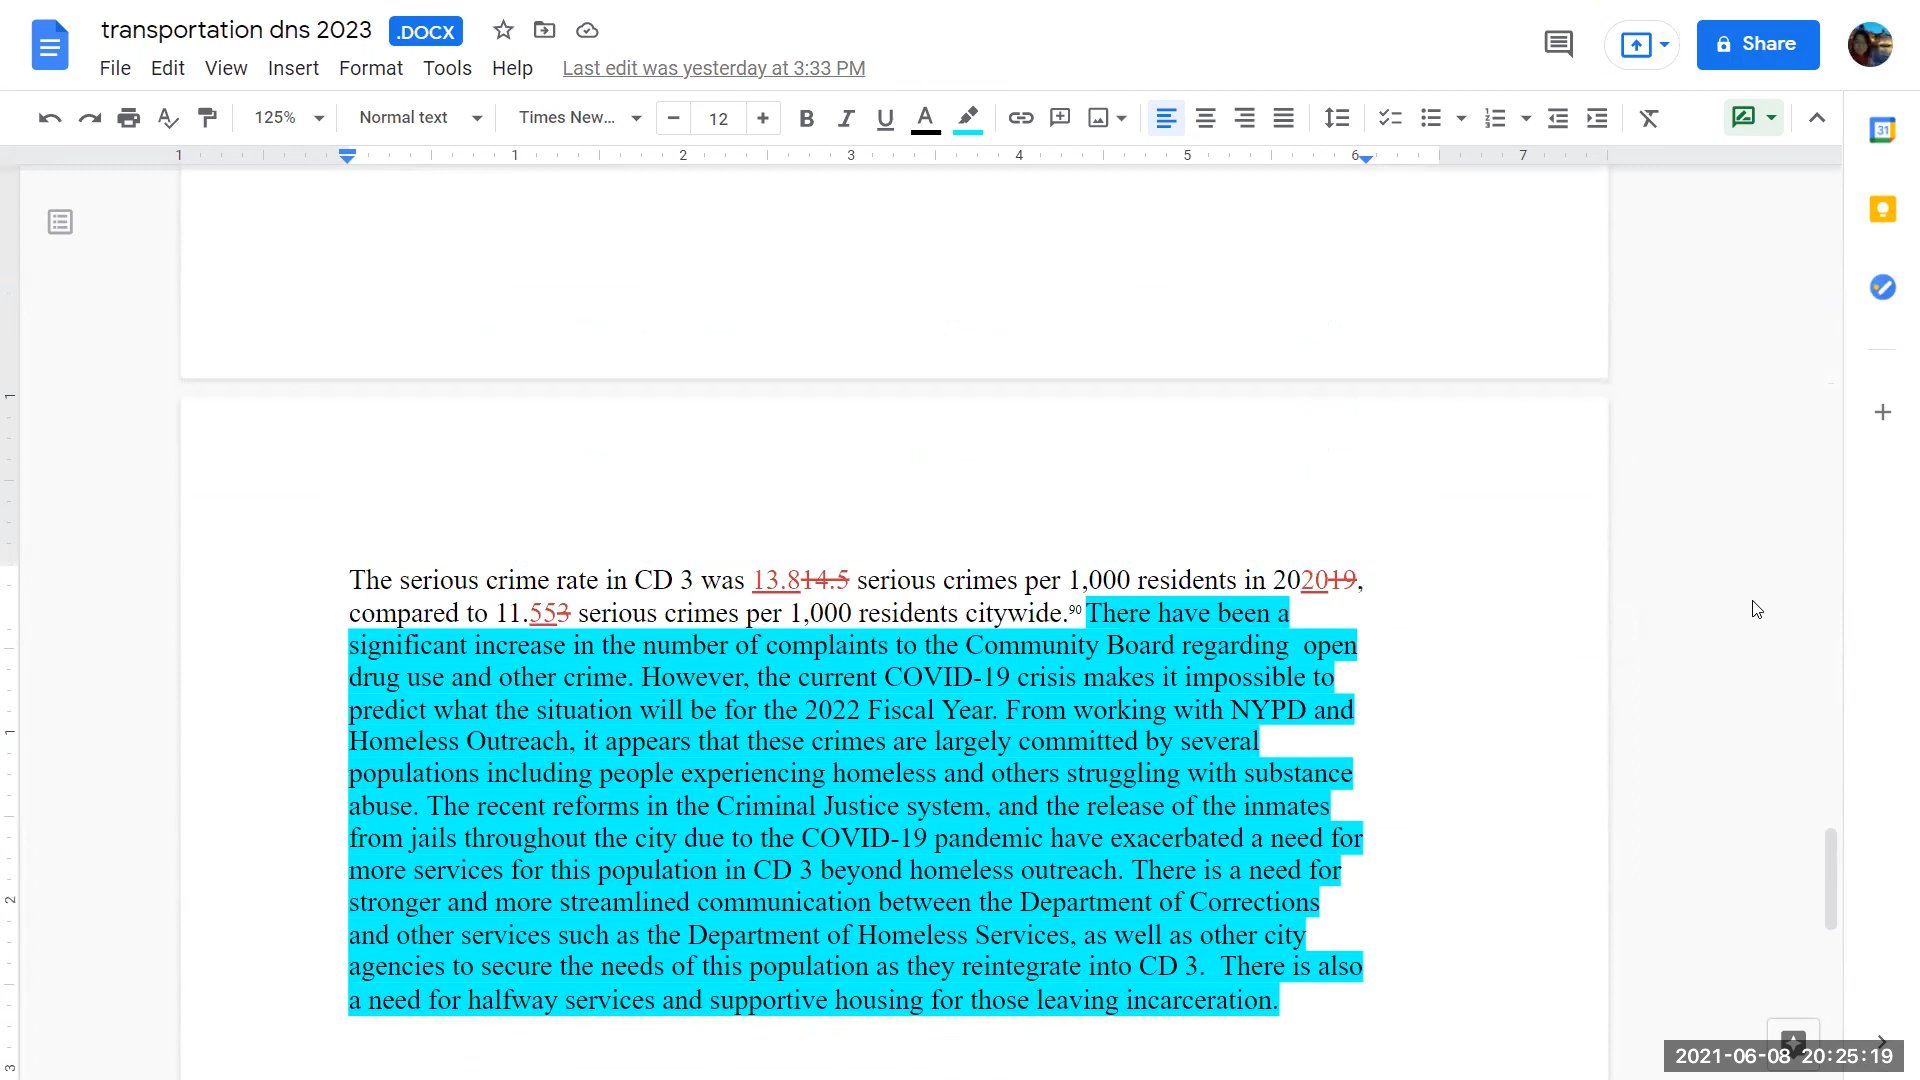 transportation dns 2023 .DOCX
File Edit View Insert Format Tools Help Last edit was yesterday at 3:33 PM
Share
125% Normal text Times New... 12
1 1 2 3 4 5 6 7
31
The serious crime rate in CD 3 was 13.814.5 serious crimes per 1,000 residents in 202019,
compared to 11.553 serious crimes per 1,000 residents citywide.90 There have been a
significant increase in the number of complaints to the Community Board regarding  open
drug use and other crime. However, the current COVID-19 crisis makes it impossible to
predict what the situation will be for the 2022 Fiscal Year. From working with NYPD and
Homeless Outreach, it appears that these crimes are largely committed by several
populations including people experiencing homeless and others struggling with substance
abuse. The recent reforms in the Criminal Justice system, and the release of the inmates
from jails throughout the city due to the COVID-19 pandemic have exacerbated a need for
more services for this population in CD 3 beyond homeless outreach. There is a need for
stronger and more streamlined communication between the Department of Corrections
and other services such as the Department of Homeless Services, as well as other city
agencies to secure the needs of this population as they reintegrate into CD 3.  There is also
a need for halfway services and supportive housing for those leaving incarceration.
1
1
2
3
2021-06-08 20:25:19